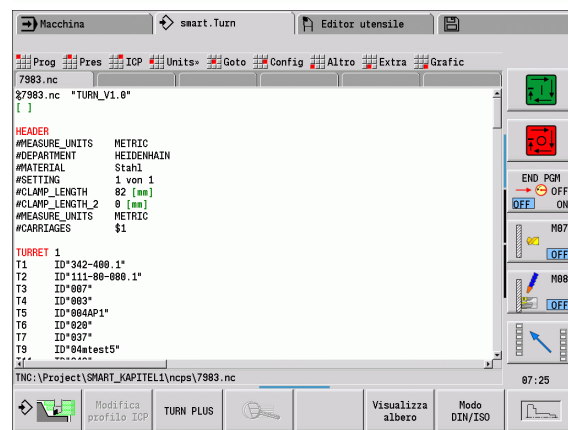 Macchina
smart.Turn
Editor utensile
Prog Pres ICP Units» Goto Config Altro Extra Grafic
7983.nc
%7983.nc "TURN_V1.0"
[ ]
HEADER
#MEASURE_UNITS METRIC
#DEPARTMENT HEIDENHAIN
#MATERIAL Stahl
#SETTING 1 von 1
#CLAMP_LENGTH 82 [mm]
#CLAMP_LENGTH_2 0 [mm]
#MEASURE_UNITS METRIC
#CARRIAGES $1
TURRET 1
T1 ID"342-400.1"
T2 ID"111-80-080.1"
T3 ID"007"
T4 ID"003"
T5 ID"004AP1"
T6 ID"020"
T7 ID"037"
T9 ID"04mtest5"
TNC:\Project\SMART_KAPITEL1\ncps\7983.nc
END PGM
OFF
OFF ON
M07
OFF
M08
OFF
07:25
Modifica profilo ICP
TURN PLUS
Visualizza albero
Modo DIN/ISO